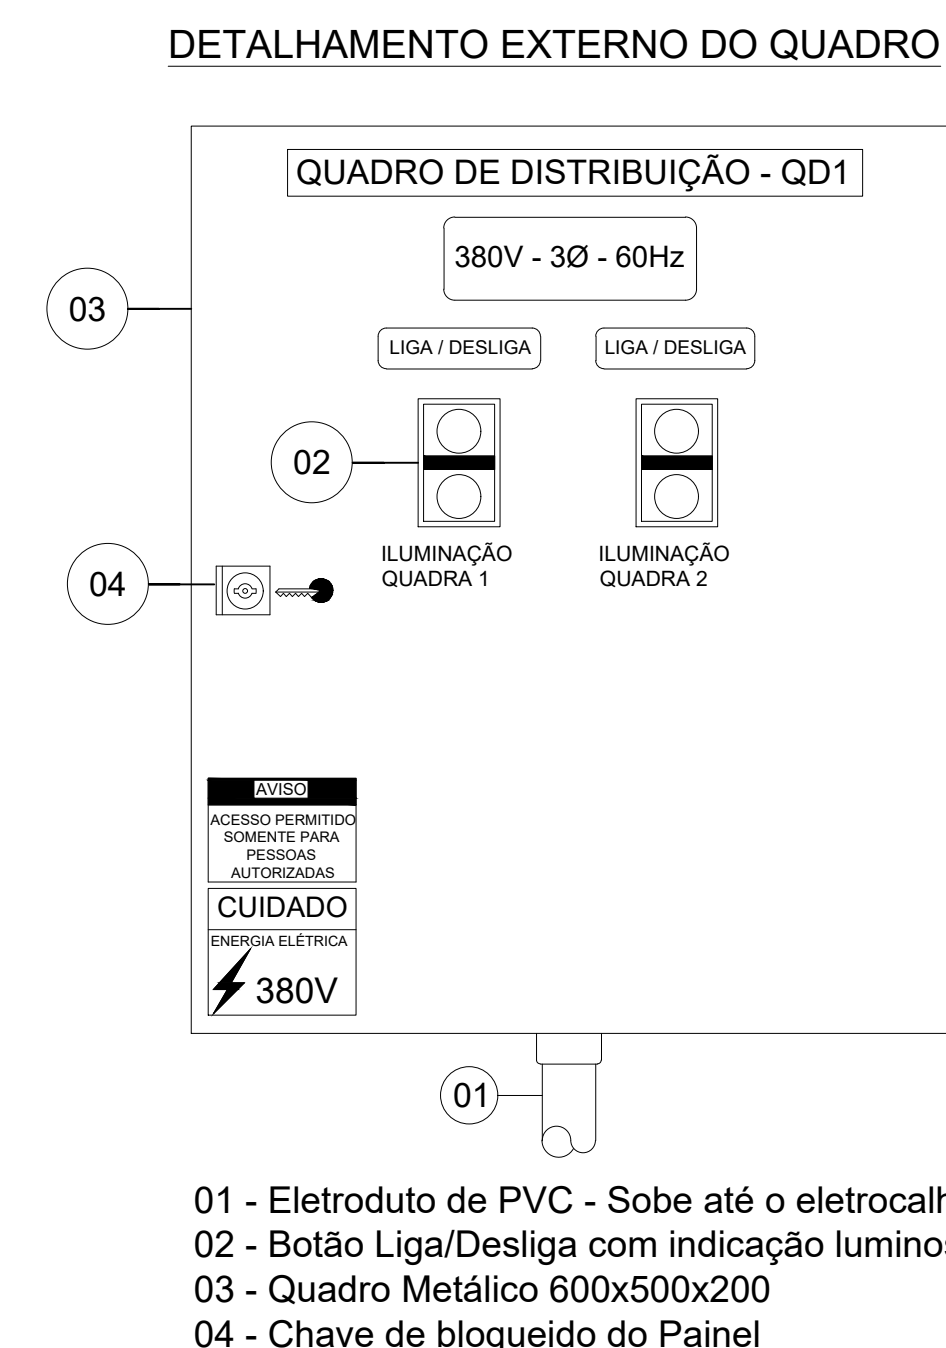 DETALHAMENTO EXTERNO DO QUADRO
QUADRO DE DISTRIBUIÇÃO - QD1
380V - 3Ø - 60Hz
03
LIGA / DESLIGA
LIGA / DESLIGA
02
ILUMINAÇÃO
QUADRA 1
ILUMINAÇÃO
QUADRA 2
04
AVISO
ACESSO PERMITIDO
SOMENTE PARA
PESSOAS
AUTORIZADAS
CUIDADO
ENERGIA ELÉTRICA
380V
01
01 - Eletroduto de PVC - Sobe até o
02 - Botão Liga/Desliga com indicação
03 - Quadro Metálico 600x500x200
04 - Chave de bloqueido do Painel